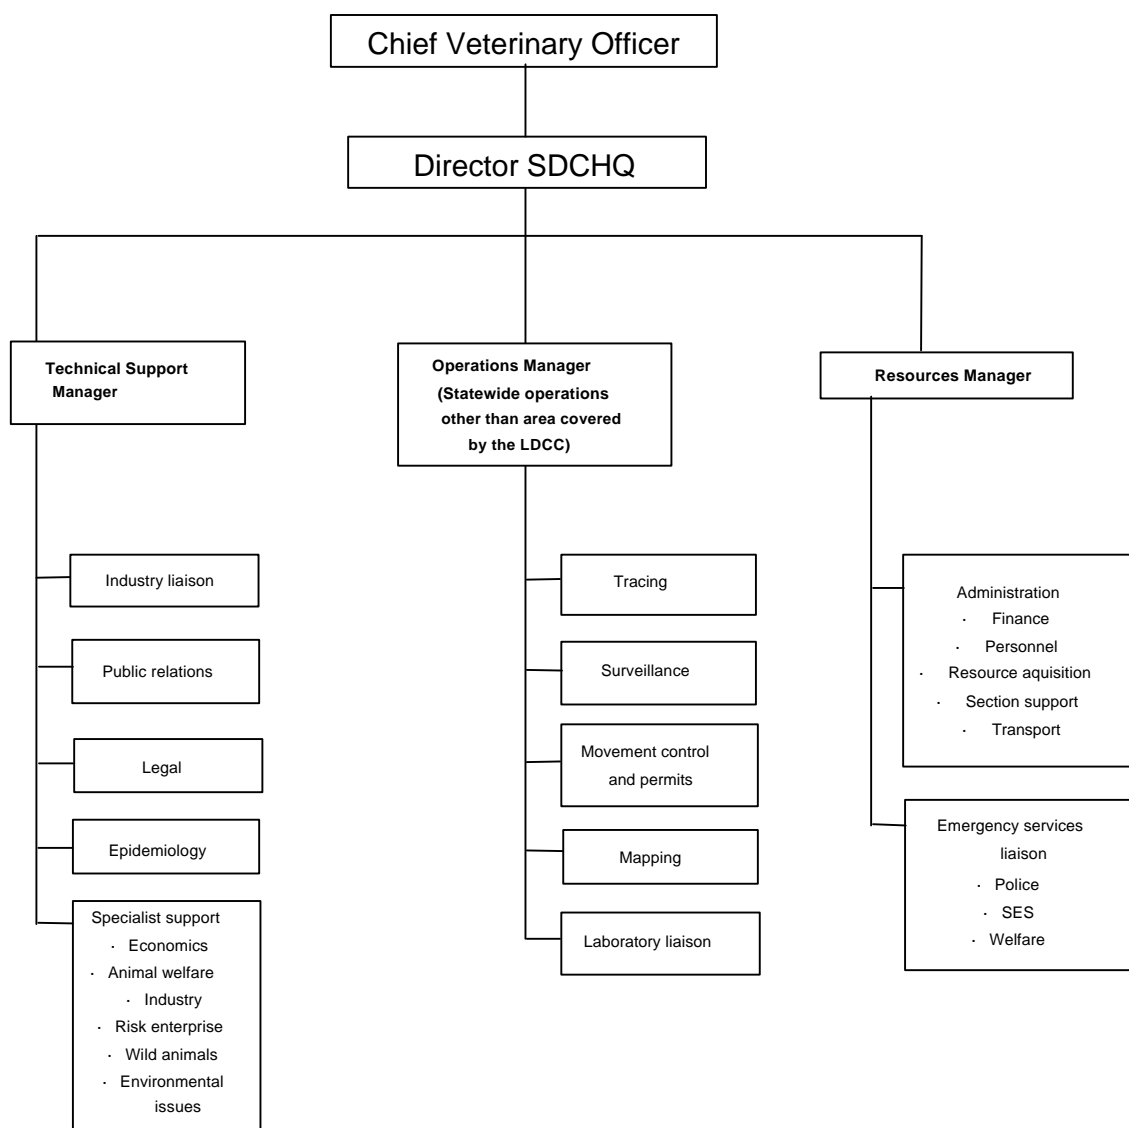 Chief Veterinary Officer
Director SDCHQ
Technical Support
Manager
Operations Manager
(Statewide operations
other than area covered
by the LDCC)
Resources Manager
Industry liaison
Public relations
Legal
Epidemiology
Specialist support
· Economics
· Animal welfare
· Industry
· Risk enterprise
· Wild animals
· Environmental
issues
Tracing
Surveillance
Movement control
and permits
Mapping
Laboratory liaison
Administration
· Finance
· Personnel
· Resource aquisition
· Section support
· Transport
Emergency services
liaison
· Police
· SES
· Welfare